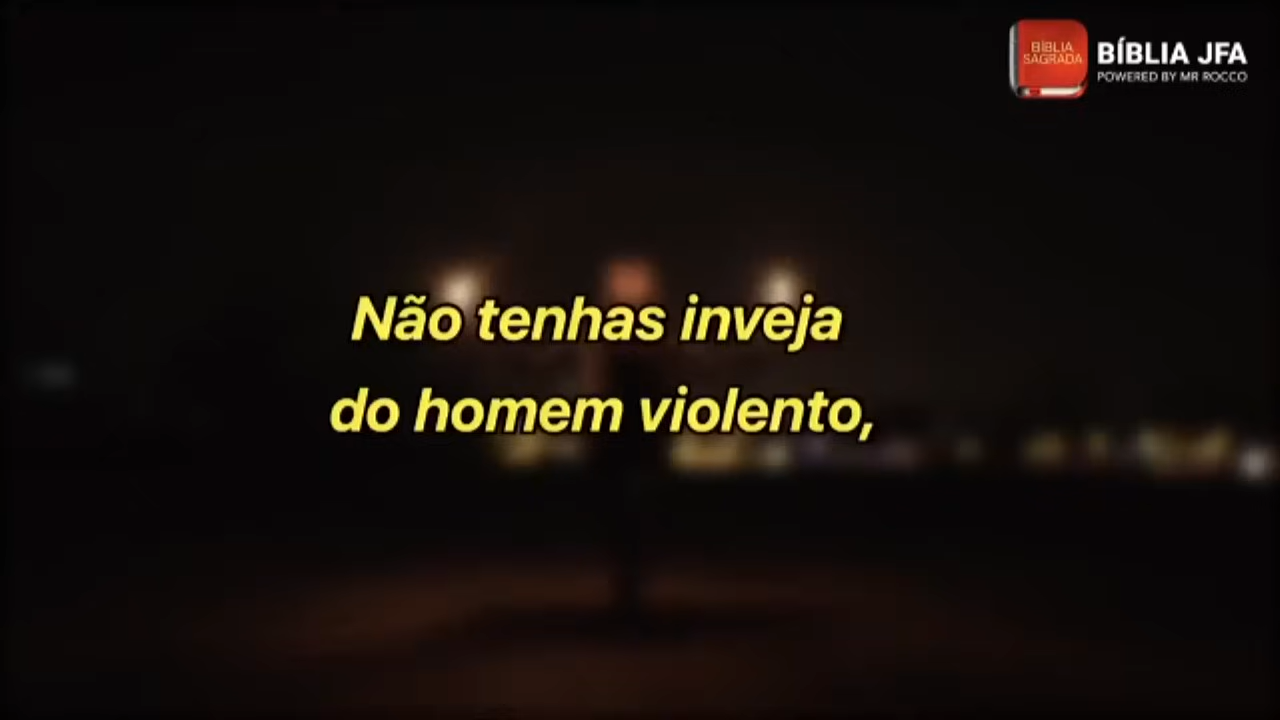 BÍBLIA
SAGRADA
BÍBLIA JFA
POWERED BY MR ROCCO
Não tenhas inveja
do homem violento,